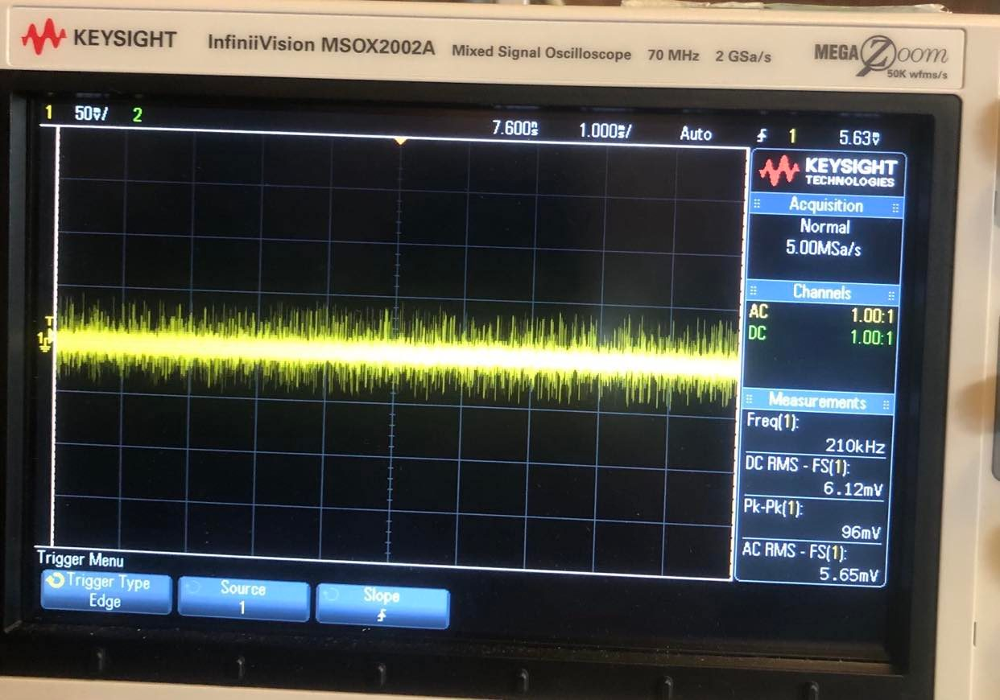 KEYSIGHT InfiniiVision MSOX2002A Mixed Signal Oscilloscope 70 MHz 2 GSa/s MEGA Zoom
50K wfms/s
1 50mV/ 2 7.600ms 1.000ms/ Auto 1 5.63V
KEYSIGHT
TECHNOLOGIES
Acquisition
Normal
5.00MSa/s
Channels
AC 1.00:1
DC 1.00:1
Measurements
Freq(1):
210kHz
DC RMS - FS(1):
6.12mV
Pk-Pk(1):
96mV
AC RMS - FS(1):
5.65mV
T
1
Trigger Menu
Trigger Type
Edge
Source
1
Slope